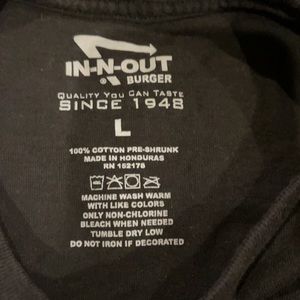 IN-N-OUT
BURGER
QUALITY YOU CAN TASTE
SINCE 1948
L
100% COTTON PRE-SHRUNK
MADE IN HONDURAS
RN 152175
MACHINE WASH WARM
WITH LIKE COLORS
ONLY NON-CHLORINE
BLEACH WHEN NEEDED
TUMBLE DRY LOW
DO NOT IRON IF DECORATED